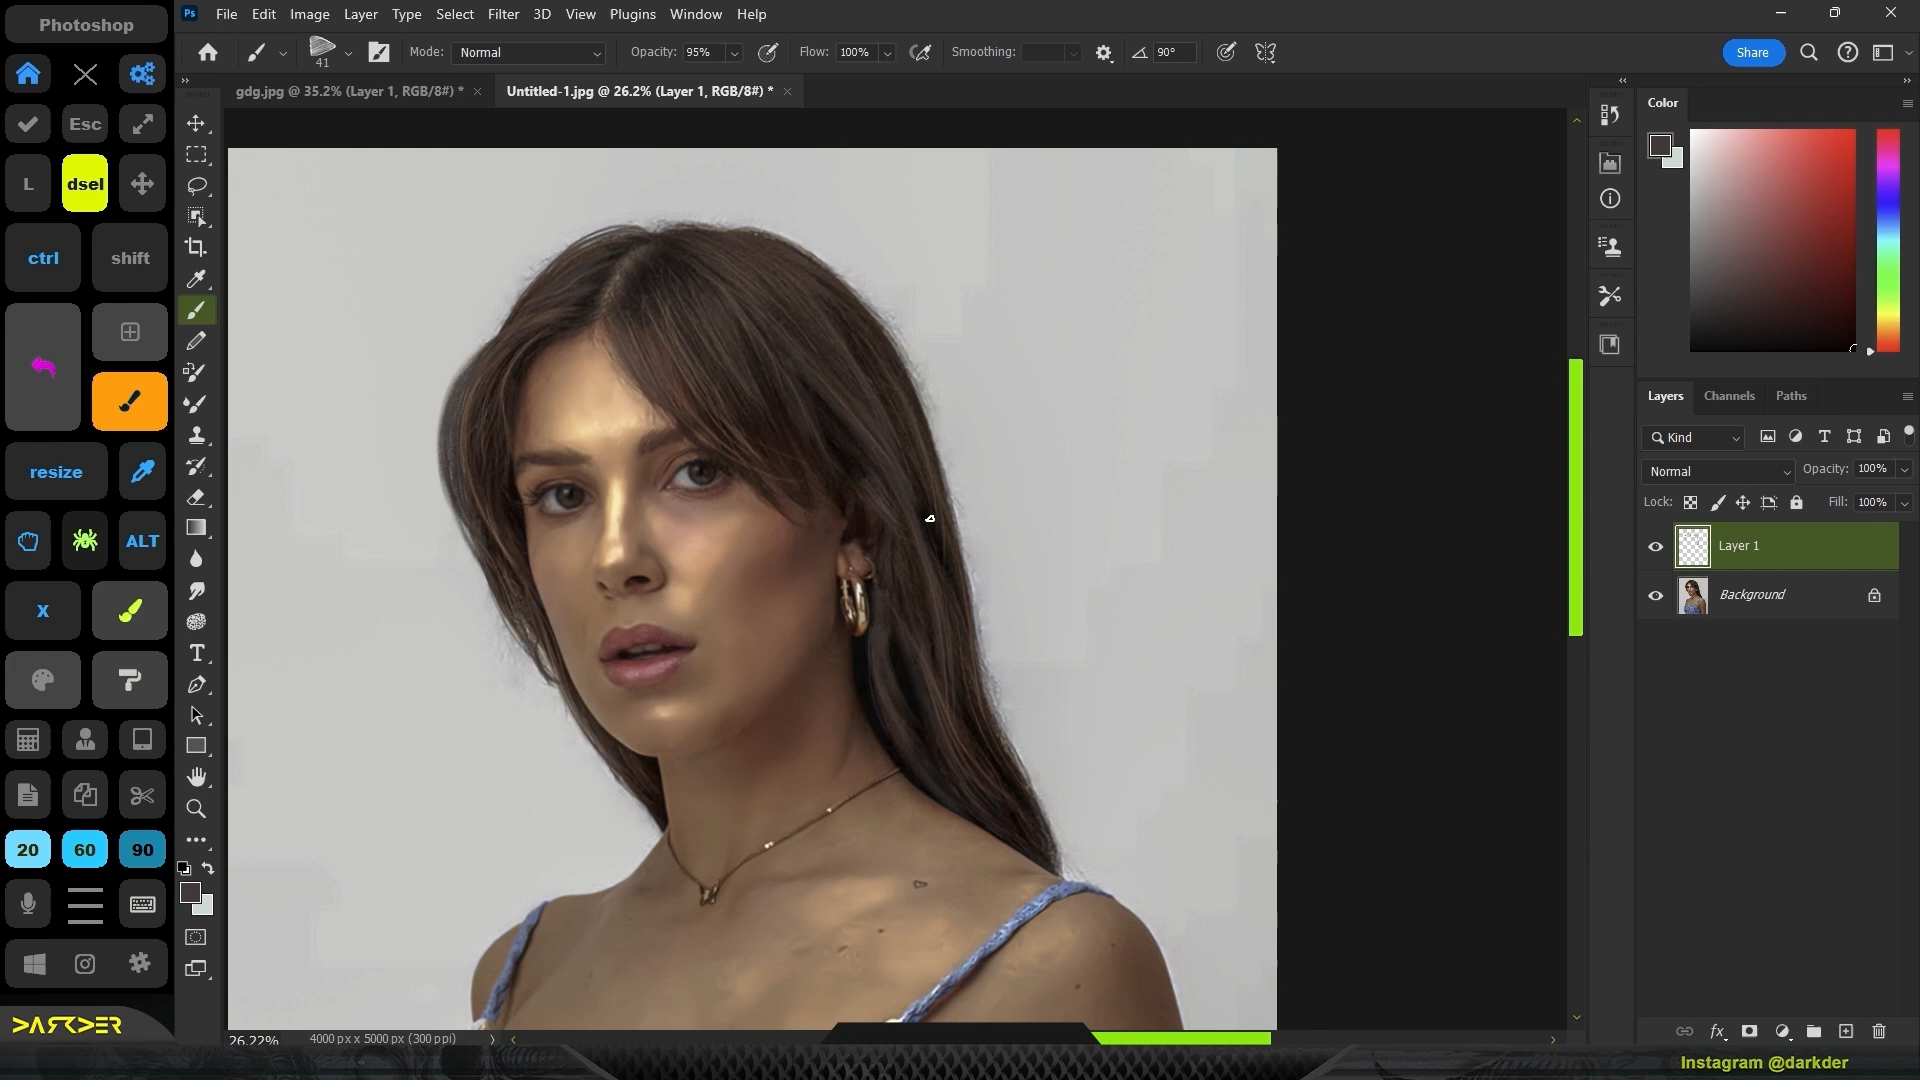 Photoshop
Ps File Edit Image Layer Type Select Filter 3D View Plugins Window Help
41 Mode: Normal Opacity: 95% Flow: 100% Smoothing: 90° Share
gdg.jpg @ 35.2% (Layer 1, RGB/8#) * Untitled-1.jpg @ 26.2% (Layer 1, RGB/8#) *
Esc
L dsel
ctrl shift
resize
ALT
X
20 60 90
DARKDER
Color
Layers Channels Paths
Kind
Normal Opacity: 100%
Lock: Fill: 100%
Layer 1
Background
fx
26.22% 4000 px x 5000 px (300 ppi)
Instagram @darkder